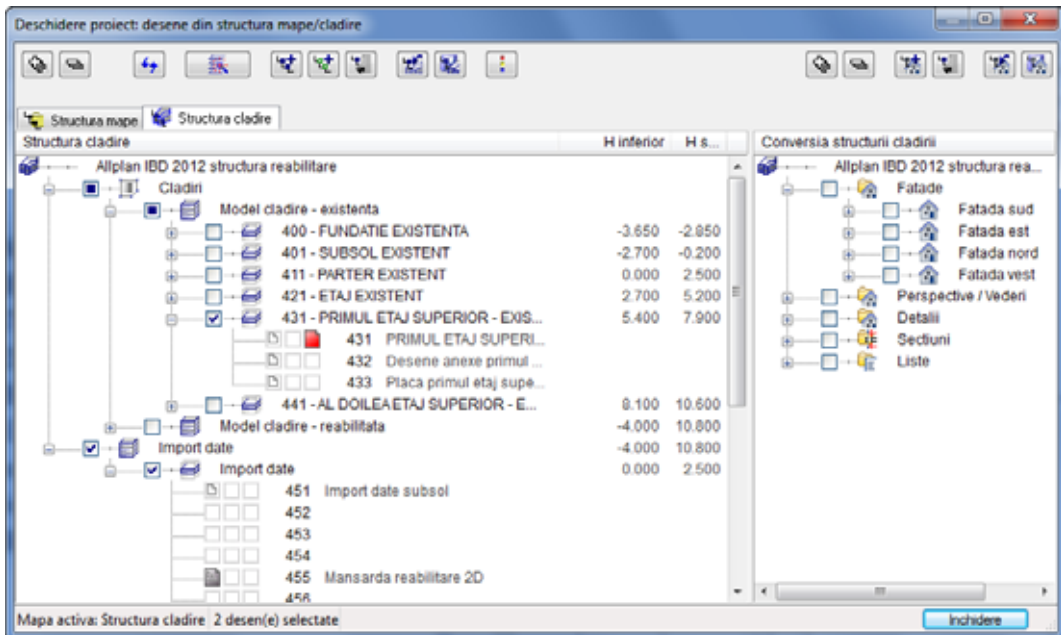 Deschidere proiect: desene din structura mape/cladire
Structura mape Structura cladire
Structura cladire H inferior H s... Conversia structurii cladirii
Allplan IBD 2012 structura reabilitare
Cladiri
Model cladire - existenta
400 - FUNDATIE EXISTENTA -3.650 -2.850
401 - SUBSOL EXISTENT -2.700 -0.200
411 - PARTER EXISTENT 0.000 2.500
421 - ETAJ EXISTENT 2.700 5.200
431 - PRIMUL ETAJ SUPERIOR - EXIS... 5.400 7.900
431 PRIMUL ETAJ SUPERI...
432 Desene anexe primul ...
433 Placa primul etaj supe...
441 - AL DOILEA ETAJ SUPERIOR - E... 8.100 10.600
Model cladire - reabilitata -4.000 10.800
Import date -4.000 10.800
Import date 0.000 2.500
451 Import date subsol
452
453
454
455 Mansarda reabilitare 2D
456
Allplan IBD 2012 structura rea...
Fatade
Fatada sud
Fatada est
Fatada nord
Fatada vest
Perspective / Vederi
Detalii
Sectiuni
Liste
Mapa activa: Structura cladire 2 desen(e) selectate Inchidere